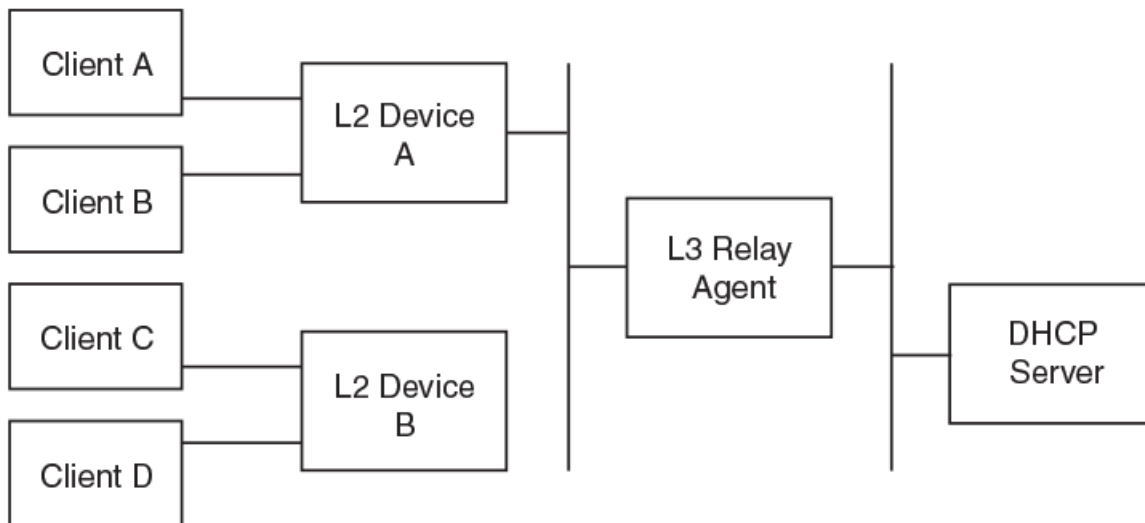 Client A
Client B
Client C
Client D
L2 Device
A
L2 Device
B
L3 Relay
Agent
DHCP
Server